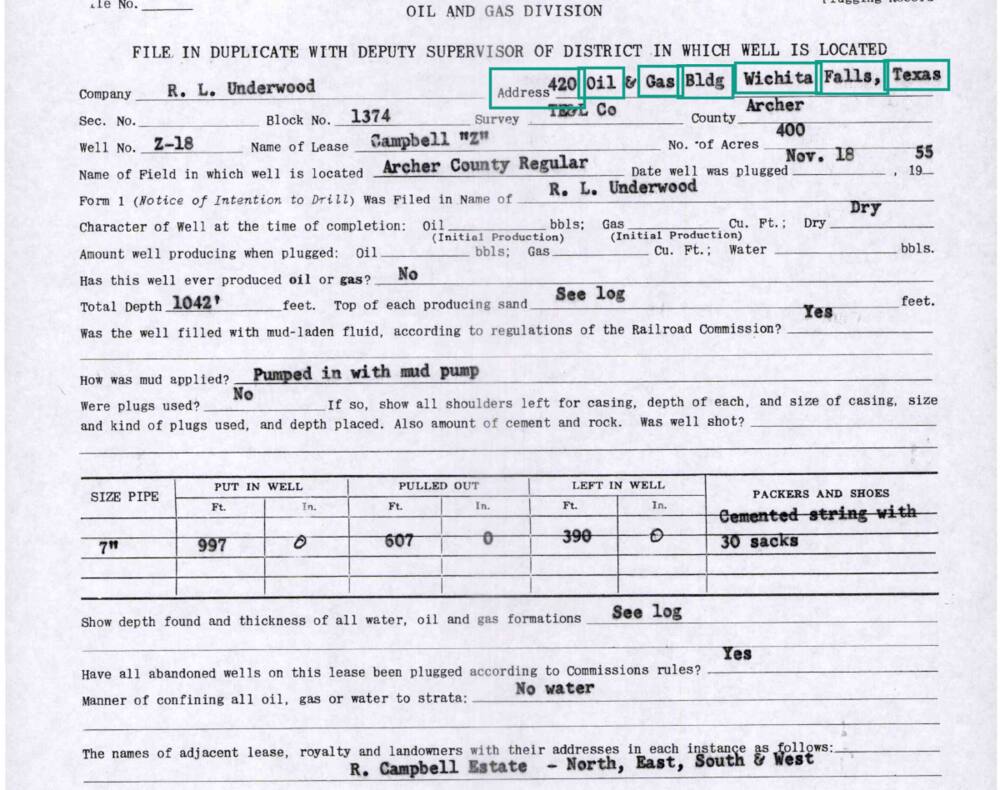 No.
OIL AND GAS DIVISION
FILE IN DUPLICATE WITH DEPUTY SUPERVISOR OF DISTRICT IN WHICH WELL IS LOCATED
Company R. L. Underwood Address 420 Oil & Gas Bldg Wichita Falls, Texas
Sec. No. Block No. 1374 Survey TE&L Co County Archer
Well No. Z-18 Name of Lease Campbell "Z" No. of Acres 400
Name of Field in which well is located Archer County Regular Date well was plugged Nov. 18, 1955
Form 1 (Notice of Intention to Drill) Was Filed in Name of R. L. Underwood
Character of Well at the time of completion: Oil bbls; Gas Cu. Ft.; Dry Dry
(Initial Production) (Initial Production)
Amount well producing when plugged: Oil bbls; Gas Cu. Ft.; Water bbls.
Has this well ever produced oil or gas? No
Total Depth 1042' feet. Top of each producing sand See log feet.
Was the well filled with mud-laden fluid, according to regulations of the Railroad Commission? Yes
How was mud applied? Pumped in with mud pump
Were plugs used? No If so, show all shoulders left for casing, depth of each, and size of casing, size
and kind of plugs used, and depth placed. Also amount of cement and rock. Was well shot?
SIZE PIPE PUT IN WELL PULLED OUT LEFT IN WELL PACKERS AND SHOES
Ft. In. Ft. In. Ft. In.
Cemented string with
7" 997 0 607 0 390 0 30 sacks
Show depth found and thickness of all water, oil and gas formations See log
Have all abandoned wells on this lease been plugged according to Commissions rules? Yes
Manner of confining all oil, gas or water to strata: No water
The names of adjacent lease, royalty and landowners with their addresses in each instance as follows:
R. Campbell Estate - North, East, South & West